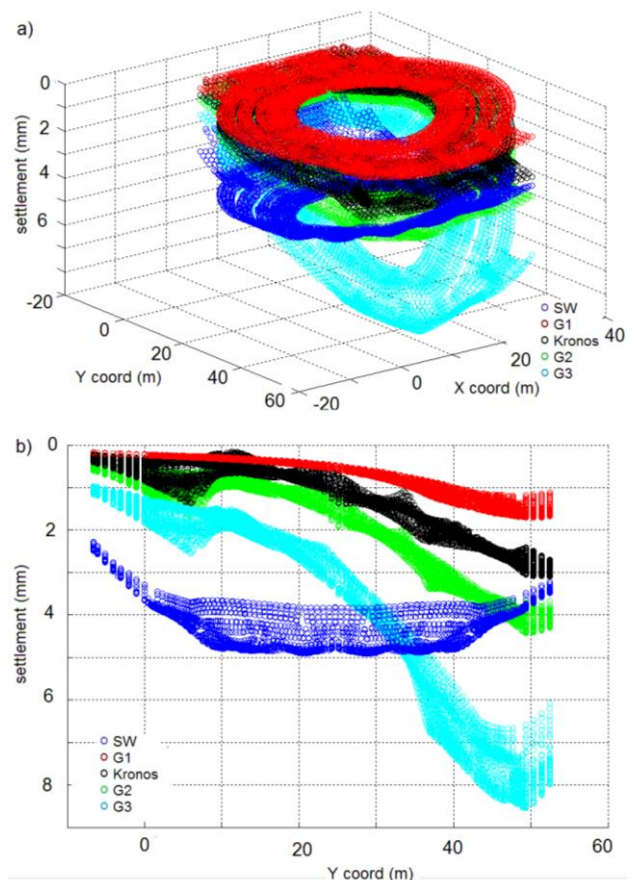 a)
0
2
4
6
-20
0
20
40
60
-20
0
20
40
settlement (mm)
Y coord (m)
X coord (m)
SW
G1
Kronos
G2
G3
b)
0
2
4
6
8
settlement (mm)
SW
G1
Kronos
G2
G3
0
20
40
60
Y coord (m)